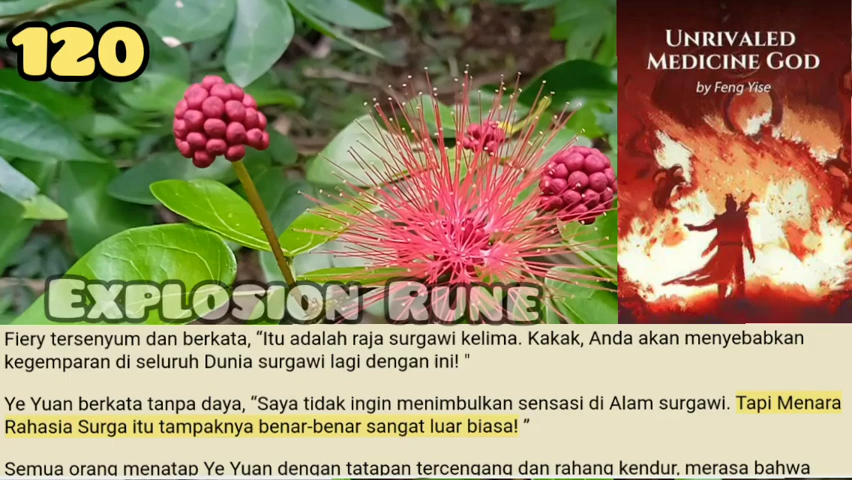 120
UNRIVALED
MEDICINE GOD
by Feng Yise
EXPLOSION RUNE
Fiery tersenyum dan berkata, “Itu adalah raja surgawi kelima. Kakak, Anda akan menyebabkan
kegemparan di seluruh Dunia surgawi lagi dengan ini! "
Ye Yuan berkata tanpa daya, “Saya tidak ingin menimbulkan sensasi di Alam surgawi. Tapi Menara
Rahasia Surga itu tampaknya benar-benar sangat luar biasa! ”
Semua orang menatap Ye Yuan dengan tatapan tercengang dan rahang kendur, merasa bahwa